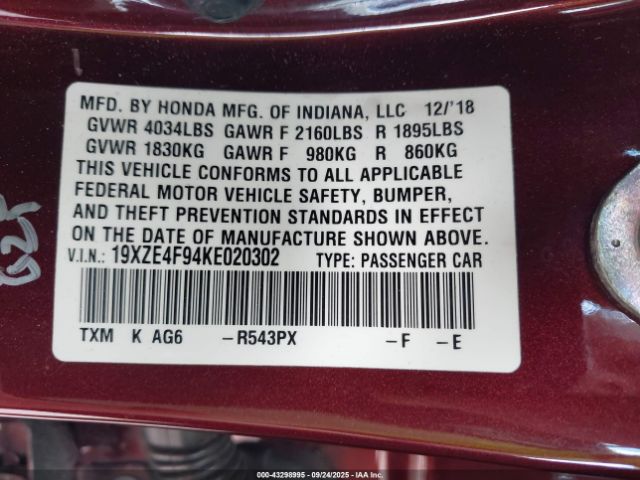 MFD. BY HONDA MFG. OF INDIANA, LLC 12/'18
GVWR 4034LBS GAWR F 2160LBS R 1895LBS
GVWR 1830KG GAWR F 980KG R 860KG
THIS VEHICLE CONFORMS TO ALL APPLICABLE
FEDERAL MOTOR VEHICLE SAFETY, BUMPER,
AND THEFT PREVENTION STANDARDS IN EFFECT
ON THE DATE OF MANUFACTURE SHOWN ABOVE.
V.I.N.: 19XZE4F94KE020302 TYPE: PASSENGER CAR
TXM K AG6 -R543PX -F -E
000-43298995 - 09/24/2025 - IAA Inc.